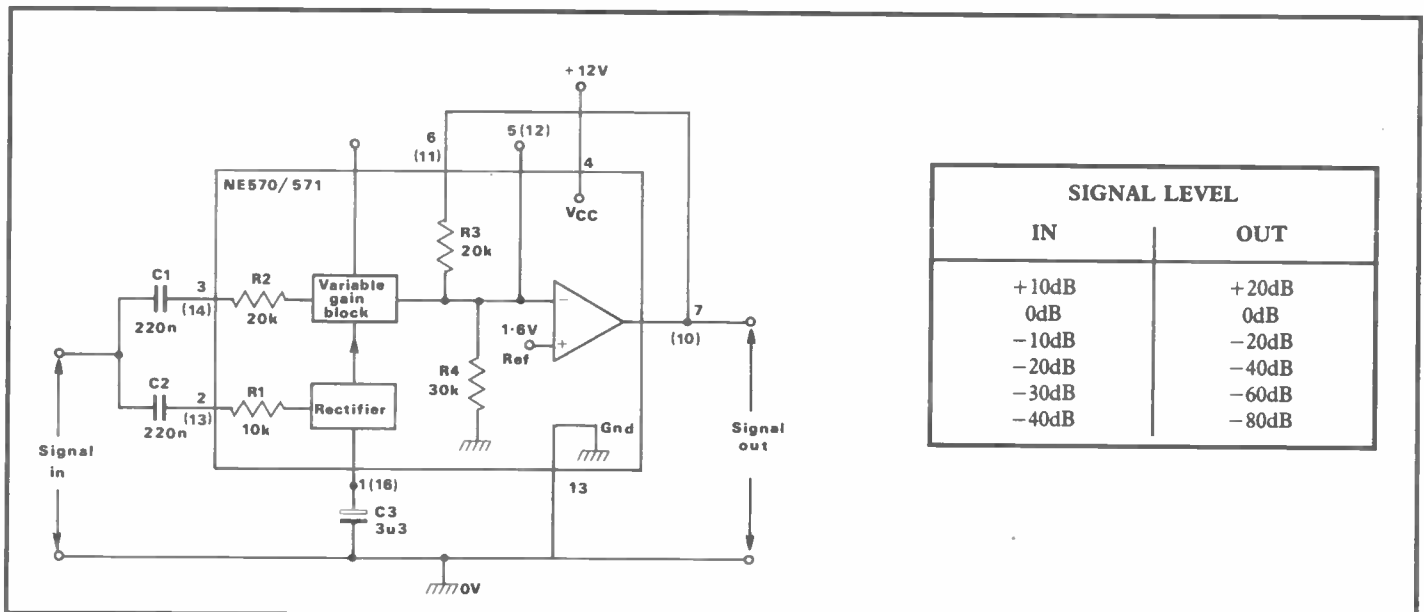 +12V
6
(11)
5(12)
4
NE570/571
VCC
R3
20k
C1
220n
3
(14)
R2
20k
Variable
gain
block
1·6V
Ref
−
+
7
(10)
R4
30k
C2
220n
2
(13)
R1
10k
Rectifier
Signal
in
Signal
out
Gnd
1(16)
13
C3
3u3
0V
SIGNAL LEVEL
IN OUT
+10dB +20dB
0dB 0dB
−10dB −20dB
−20dB −40dB
−30dB −60dB
−40dB −80dB